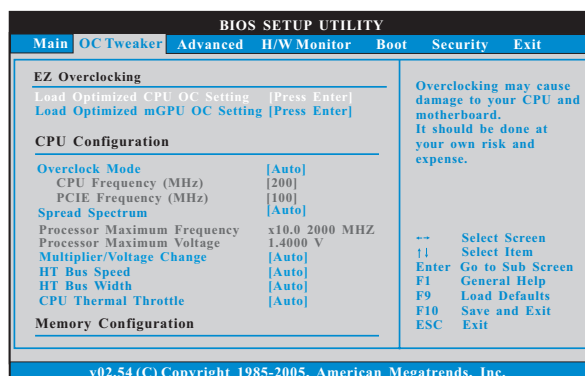 BIOS SETUP UTILITY
Main OC Tweaker Advanced H/W Monitor Boot Security Exit
EZ Overclocking
Load Optimized CPU OC Setting [Press Enter]
Load Optimized mGPU OC Setting [Press Enter]
CPU Configuration
Overclock Mode [Auto]
CPU Frequency (MHz) [200]
PCIE Frequency (MHz) [100]
Spread Spectrum [Auto]
Processor Maximum Frequency x10.0 2000 MHZ
Processor Maximum Voltage 1.4000 V
Multiplier/Voltage Change [Auto]
HT Bus Speed [Auto]
HT Bus Width [Auto]
CPU Thermal Throttle [Auto]
Memory Configuration
Overclocking may cause
damage to your CPU and
motherboard.
It should be done at
your own risk and
expense.
←→ Select Screen
↑↓ Select Item
Enter Go to Sub Screen
F1 General Help
F9 Load Defaults
F10 Save and Exit
ESC Exit
v02.54 (C) Copyright 1985-2005, American Megatrends, Inc.